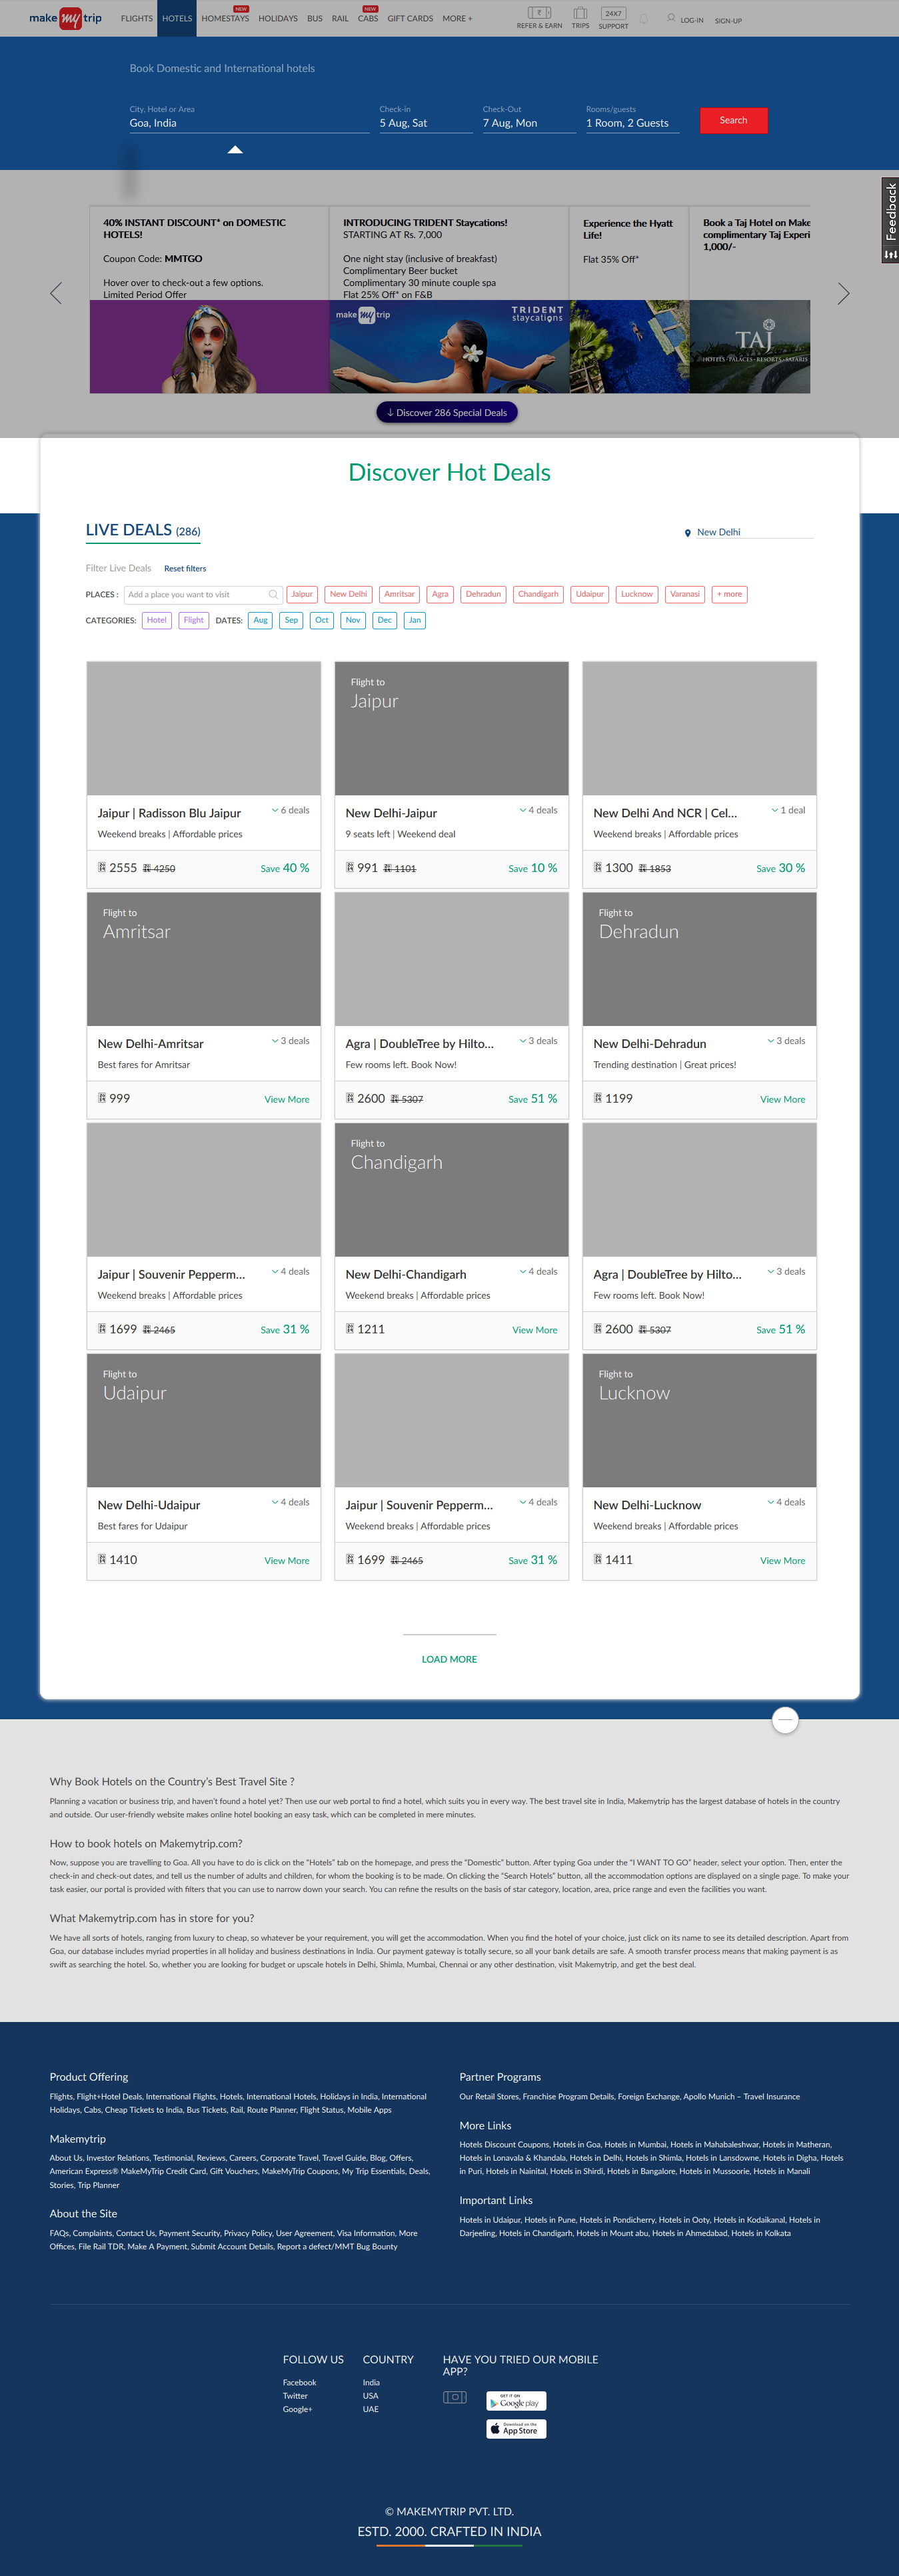 make my trip
FLIGHTS HOTELS HOMESTAYS HOLIDAYS BUS RAIL CABS GIFT CARDS MORE +
NEW NEW
24X7
REFER & EARN TRIPS SUPPORT LOG-IN SIGN-UP
Book Domestic and International hotels
City, Hotel or Area Check-in Check-Out Rooms/guests
Goa, India 5 Aug, Sat 7 Aug, Mon 1 Room, 2 Guests Search
Feedback
40% INSTANT DISCOUNT* on DOMESTIC
HOTELS!
Coupon Code: MMTGO
Hover over to check-out a few options.
Limited Period Offer
INTRODUCING TRIDENT Staycations!
STARTING AT Rs. 7,000
One night stay (inclusive of breakfast)
Complimentary Beer bucket
Complimentary 30 minute couple spa
Flat 25% Off* on F&B
make my trip TRIDENT
staycations
Experience the Hyatt
Life!
Flat 35% Off*
Book a Taj Hotel on Make
complimentary Taj Experi
1,000/-
TAJ
HOTELS · PALACES · RESORTS · SAFARIS
Discover 286 Special Deals
Discover Hot Deals
LIVE DEALS (286) New Delhi
Filter Live Deals Reset filters
PLACES : Add a place you want to visit Jaipur New Delhi Amritsar Agra Dehradun Chandigarh Udaipur Lucknow Varanasi + more
CATEGORIES: Hotel Flight DATES: Aug Sep Oct Nov Dec Jan
Flight to
Jaipur
Jaipur | Radisson Blu Jaipur 6 deals New Delhi-Jaipur 4 deals New Delhi And NCR | Cel... 1 deal
Weekend breaks | Affordable prices 9 seats left | Weekend deal Weekend breaks | Affordable prices
2555 4250 Save 40 % 991 1101 Save 10 % 1300 1853 Save 30 %
Flight to Flight to
Amritsar Dehradun
New Delhi-Amritsar 3 deals Agra | DoubleTree by Hilto... 3 deals New Delhi-Dehradun 3 deals
Best fares for Amritsar Few rooms left. Book Now! Trending destination | Great prices!
999 View More 2600 5307 Save 51 % 1199 View More
Flight to
Chandigarh
Jaipur | Souvenir Pepperm... 4 deals New Delhi-Chandigarh 4 deals Agra | DoubleTree by Hilto... 3 deals
Weekend breaks | Affordable prices Weekend breaks | Affordable prices Few rooms left. Book Now!
1699 2465 Save 31 % 1211 View More 2600 5307 Save 51 %
Flight to Flight to
Udaipur Lucknow
New Delhi-Udaipur 4 deals Jaipur | Souvenir Pepperm... 4 deals New Delhi-Lucknow 4 deals
Best fares for Udaipur Weekend breaks | Affordable prices Weekend breaks | Affordable prices
1410 View More 1699 2465 Save 31 % 1411 View More
LOAD MORE
Why Book Hotels on the Country's Best Travel Site ?
Planning a vacation or business trip, and haven't found a hotel yet? Then use our web portal to find a hotel, which suits you in every way. The best travel site in India, Makemytrip has the largest database of hotels in the country
and outside. Our user-friendly website makes online hotel booking an easy task, which can be completed in mere minutes.
How to book hotels on Makemytrip.com?
Now, suppose you are travelling to Goa. All you have to do is click on the "Hotels" tab on the homepage, and press the "Domestic" button. After typing Goa under the "I WANT TO GO" header, select your option. Then, enter the
check-in and check-out dates, and tell us the number of adults and children, for whom the booking is to be made. On clicking the "Search Hotels" button, all the accommodation options are displayed on a single page. To make your
task easier, our portal is provided with filters that you can use to narrow down your search. You can refine the results on the basis of star category, location, area, price range and even the facilities you want.
What Makemytrip.com has in store for you?
We have all sorts of hotels, ranging from luxury to cheap, so whatever be your requirement, you will get the accommodation. When you find the hotel of your choice, just click on its name to see its detailed description. Apart from
Goa, our database includes myriad properties in all holiday and business destinations in India. Our payment gateway is totally secure, so all your bank details are safe. A smooth transfer process means that making payment is as
swift as searching the hotel. So, whether you are looking for budget or upscale hotels in Delhi, Shimla, Mumbai, Chennai or any other destination, visit Makemytrip, and get the best deal.
Product Offering
Flights, Flight+Hotel Deals, International Flights, Hotels, International Hotels, Holidays in India, International
Holidays, Cabs, Cheap Tickets to India, Bus Tickets, Rail, Route Planner, Flight Status, Mobile Apps
Makemytrip
About Us, Investor Relations, Testimonial, Reviews, Careers, Corporate Travel, Travel Guide, Blog, Offers,
American Express® MakeMyTrip Credit Card, Gift Vouchers, MakeMyTrip Coupons, My Trip Essentials, Deals,
Stories, Trip Planner
About the Site
FAQs, Complaints, Contact Us, Payment Security, Privacy Policy, User Agreement, Visa Information, More
Offices, File Rail TDR, Make A Payment, Submit Account Details, Report a defect/MMT Bug Bounty
Partner Programs
Our Retail Stores, Franchise Program Details, Foreign Exchange, Apollo Munich – Travel Insurance
More Links
Hotels Discount Coupons, Hotels in Goa, Hotels in Mumbai, Hotels in Mahabaleshwar, Hotels in Matheran,
Hotels in Lonavala & Khandala, Hotels in Delhi, Hotels in Shimla, Hotels in Lansdowne, Hotels in Digha, Hotels
in Puri, Hotels in Nainital, Hotels in Shirdi, Hotels in Bangalore, Hotels in Mussoorie, Hotels in Manali
Important Links
Hotels in Udaipur, Hotels in Pune, Hotels in Pondicherry, Hotels in Ooty, Hotels in Kodaikanal, Hotels in
Darjeeling, Hotels in Chandigarh, Hotels in Mount abu, Hotels in Ahmedabad, Hotels in Kolkata
FOLLOW US
Facebook
Twitter
Google+
COUNTRY
India
USA
UAE
HAVE YOU TRIED OUR MOBILE
APP?
GET IT ON
Google play
Download on the
App Store
© MAKEMYTRIP PVT. LTD.
ESTD. 2000. CRAFTED IN INDIA